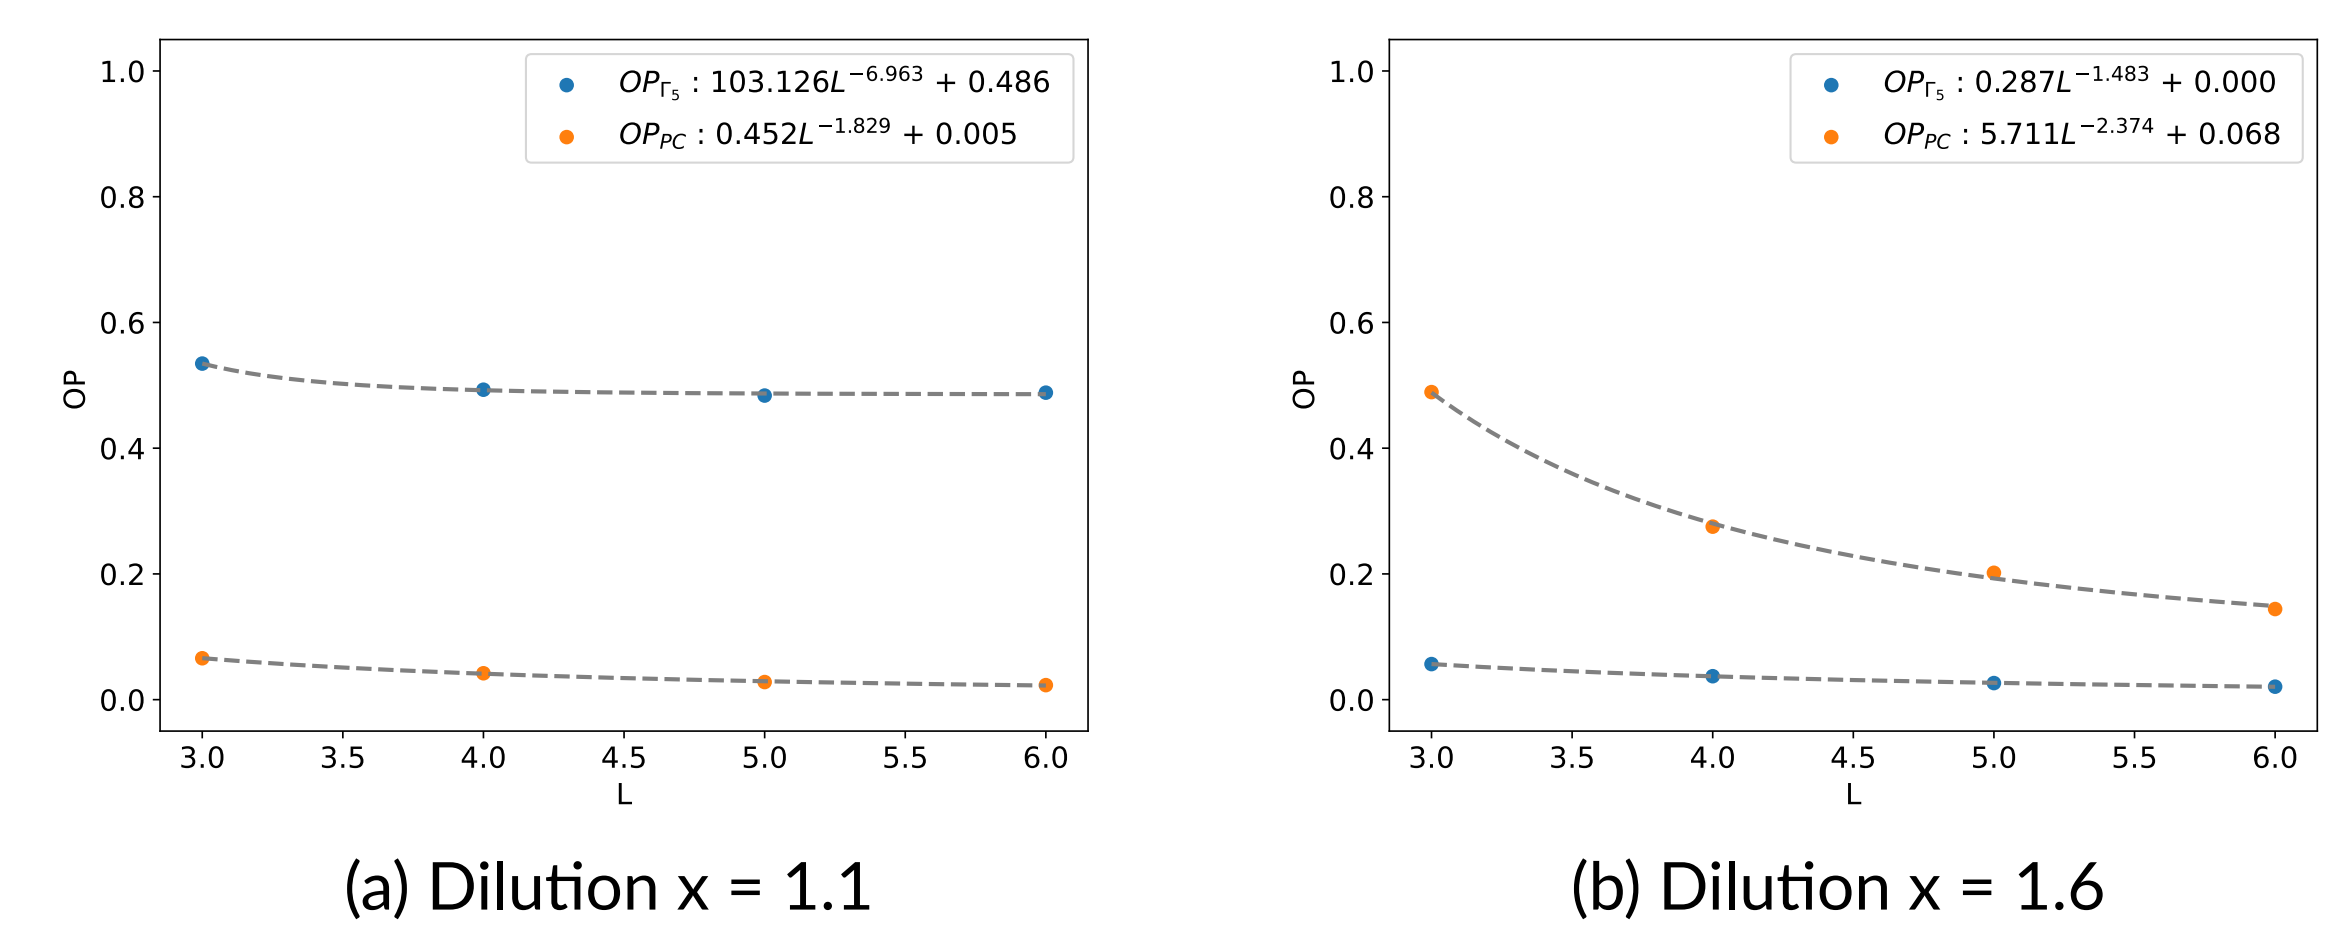 OP_Γ5 : 103.126L^−6.963 + 0.486
OP_PC : 0.452L^−1.829 + 0.005
1.0
0.8
0.6
0.4
0.2
0.0
OP
3.0 3.5 4.0 4.5 5.0 5.5 6.0
L
(a) Dilution x = 1.1
OP_Γ5 : 0.287L^−1.483 + 0.000
OP_PC : 5.711L^−2.374 + 0.068
1.0
0.8
0.6
0.4
0.2
0.0
OP
3.0 3.5 4.0 4.5 5.0 5.5 6.0
L
(b) Dilution x = 1.6